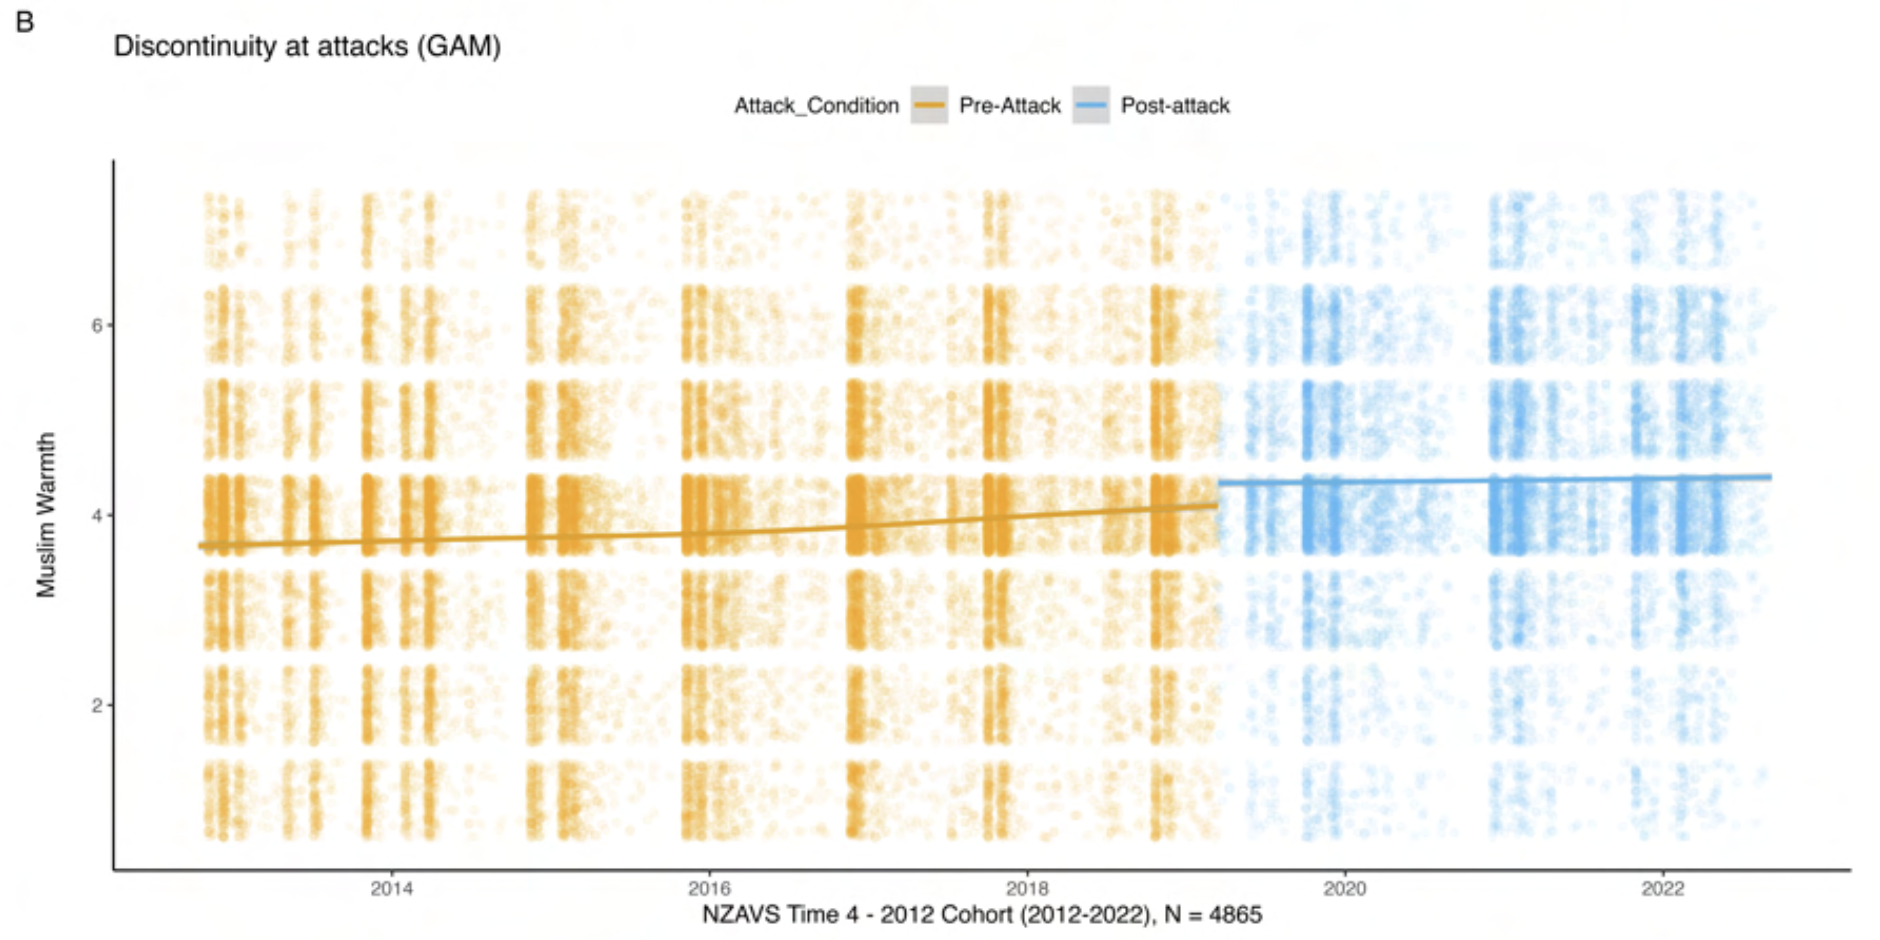 B
Discontinuity at attacks (GAM)
Attack_Condition Pre-Attack Post-attack
Muslim Warmth
6
4
2
2014 2016 2018 2020 2022
NZAVS Time 4 - 2012 Cohort (2012-2022), N = 4865